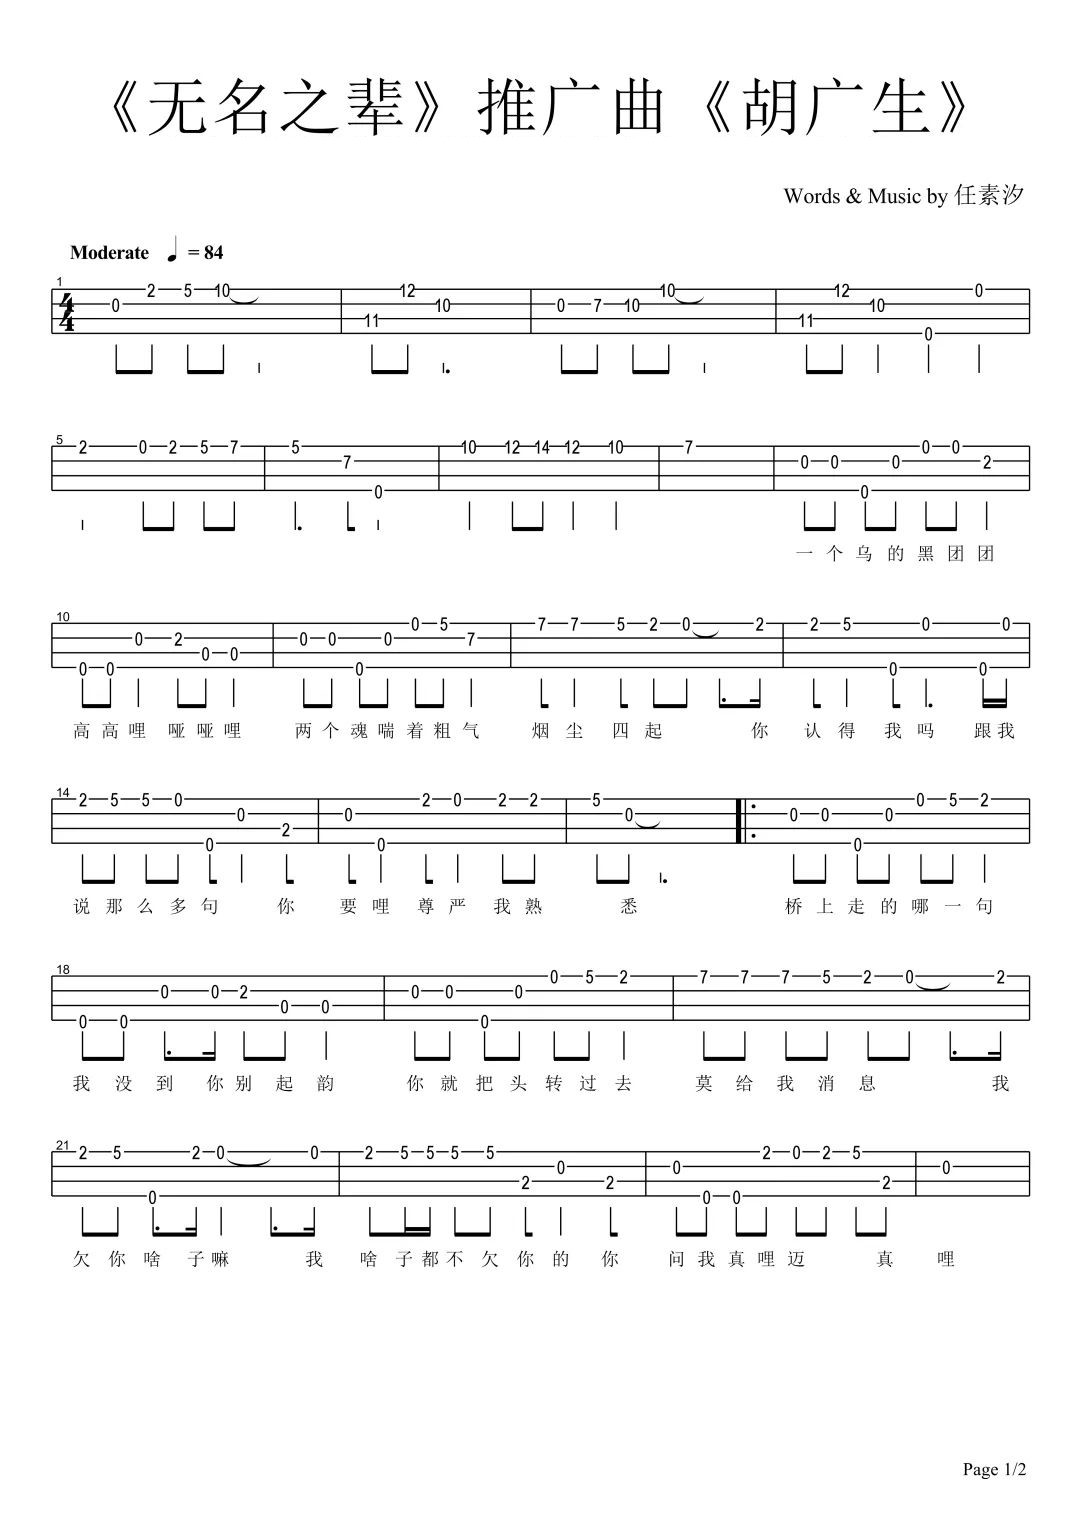 《无名之辈》推广曲《胡广生》
Words & Music by 任素汐
Moderate ♩ = 84
1
4/4
0 2 5 10 11 12 10 0 7 10 10 11 12 10 0 0
5
2 0 2 5 7 5 7 0 10 12 14 12 10 7 0 0 0 0 0 0 2
一个乌的黑团团
10
0 0 0 2 0 0 0 0 0 0 0 5 7 7 7 5 2 0 2 2 5 0 0 0 0
高高哩哑哑哩 两个魂喘着粗气 烟尘四起 你认得我吗 跟我
14
2 5 5 0 0 0 2 0 0 2 0 2 2 5 0 0 0 0 0 0 5 2
说那么多句 你要哩尊严我熟悉 桥上走的哪一句
18
0 0 0 0 2 0 0 0 0 0 0 0 5 2 7 7 7 5 2 0 2
我没到 你别起韵 你就把头转过去 莫给我消息 我
21
2 5 0 2 0 0 2 5 5 5 5 2 0 2 0 0 0 2 0 2 5 2 0
欠你啥子嘛 我啥子都不欠你的 你问我真哩迈 真哩
Page 1/2